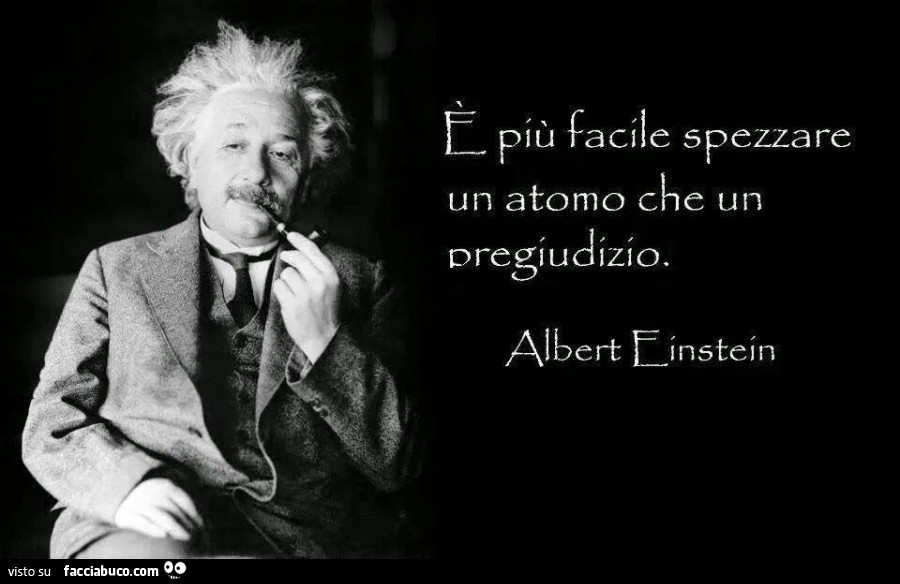 È più facile spezzare
un atomo che un
pregiudizio.
Albert Einstein
visto su facciabuco.com